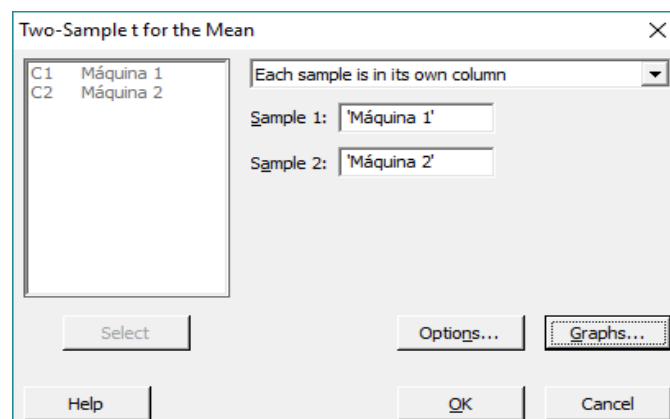 Two-Sample t for the Mean
C1 Máquina 1
C2 Máquina 2
Each sample is in its own column
Sample 1: 'Máquina 1'
Sample 2: 'Máquina 2'
Select
Options...
Graphs...
Help
OK
Cancel